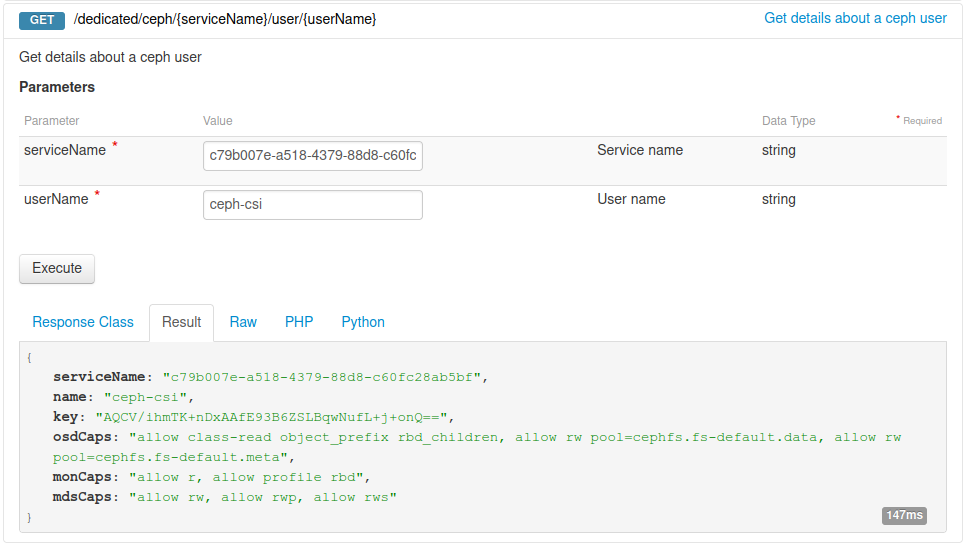 GET /dedicated/ceph/{serviceName}/user/{userName} Get details about a ceph user
Get details about a ceph user
Parameters
Parameter Value Data Type * Required
serviceName * c79b007e-a518-4379-88d8-c60fc Service name string
userName * ceph-csi User name string
Execute
Response Class Result Raw PHP Python
{
serviceName: "c79b007e-a518-4379-88d8-c60fc28ab5bf",
name: "ceph-csi",
key: "AQCV/ihmTK+nDxAAfE93B6ZSLBqwNufL+j+onQ==",
osdCaps: "allow class-read object_prefix rbd_children, allow rw pool=cephfs.fs-default.data, allow rw
pool=cephfs.fs-default.meta",
monCaps: "allow r, allow profile rbd",
mdsCaps: "allow rw, allow rwp, allow rws"
}
147ms